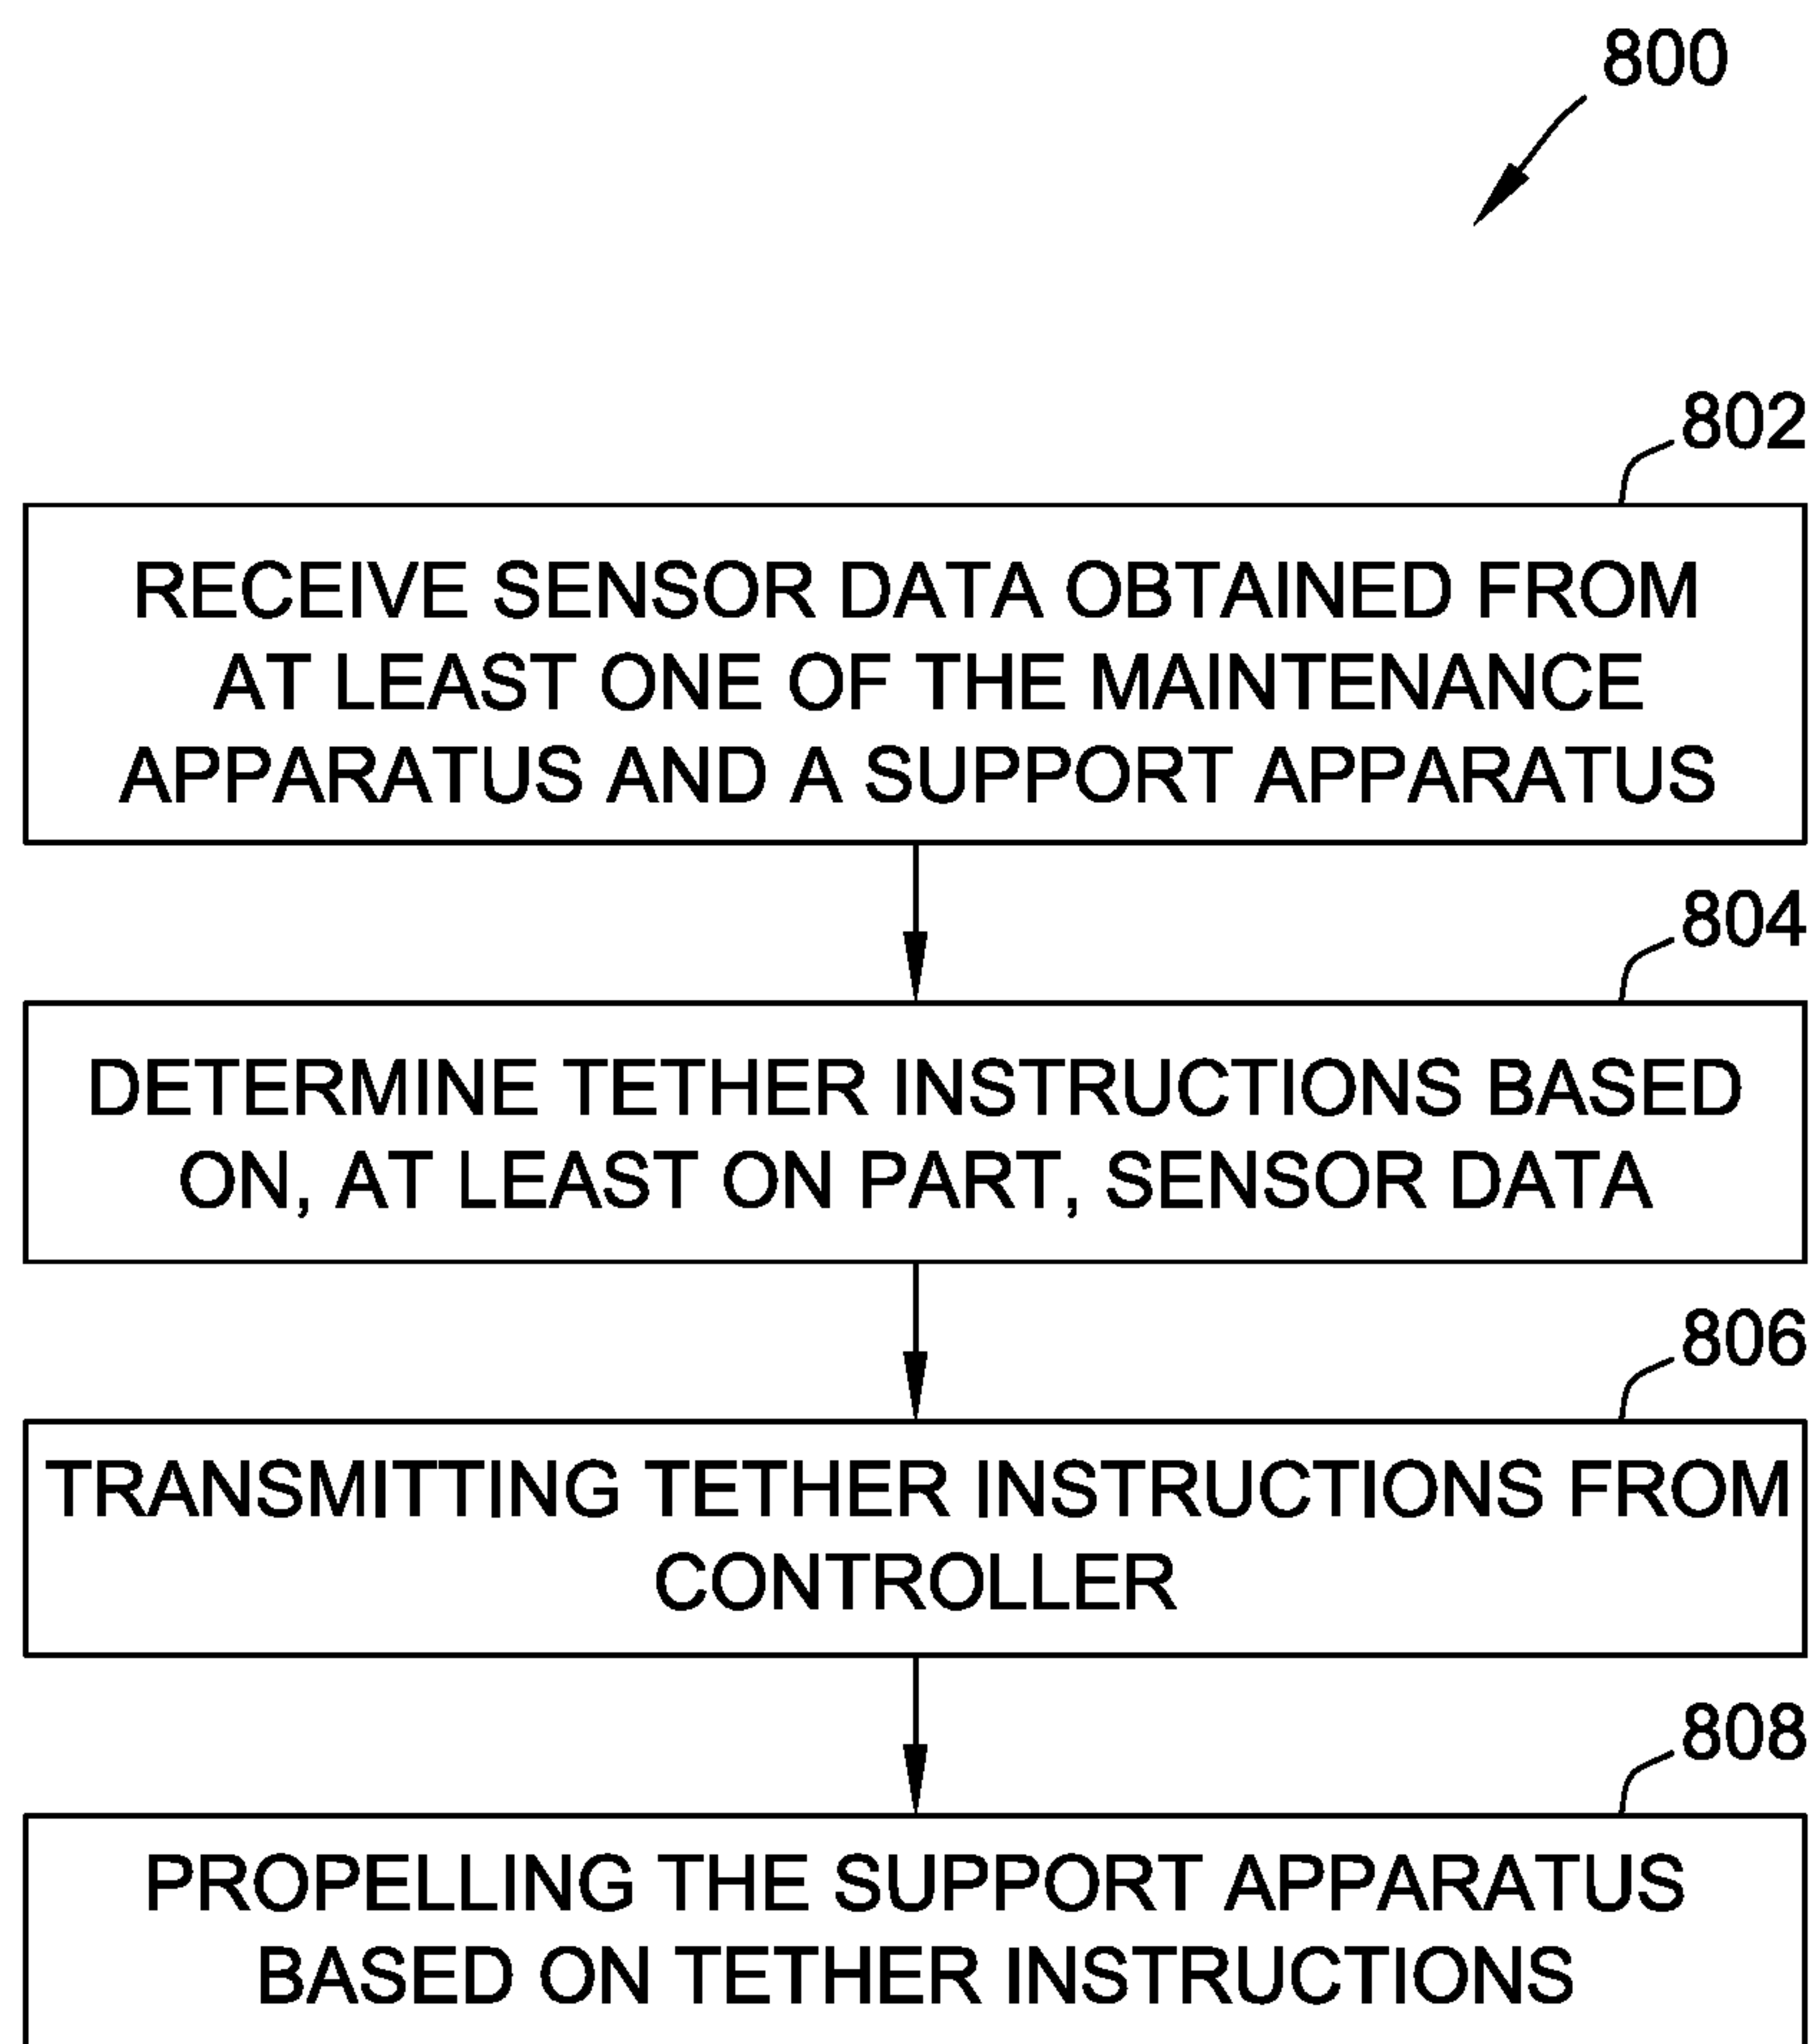 800
802
RECEIVE SENSOR DATA OBTAINED FROM
AT LEAST ONE OF THE MAINTENANCE
APPARATUS AND A SUPPORT APPARATUS
804
DETERMINE TETHER INSTRUCTIONS BASED
ON, AT LEAST ON PART, SENSOR DATA
806
TRANSMITTING TETHER INSTRUCTIONS FROM
CONTROLLER
808
PROPELLING THE SUPPORT APPARATUS
BASED ON TETHER INSTRUCTIONS